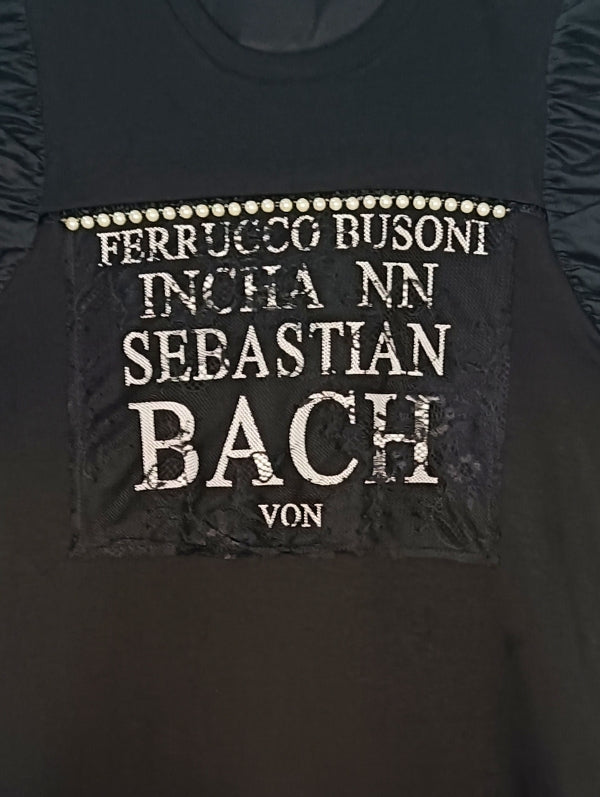 FERRUCCO BUSONI
INCHA NN
SEBASTIAN
BACH
VON